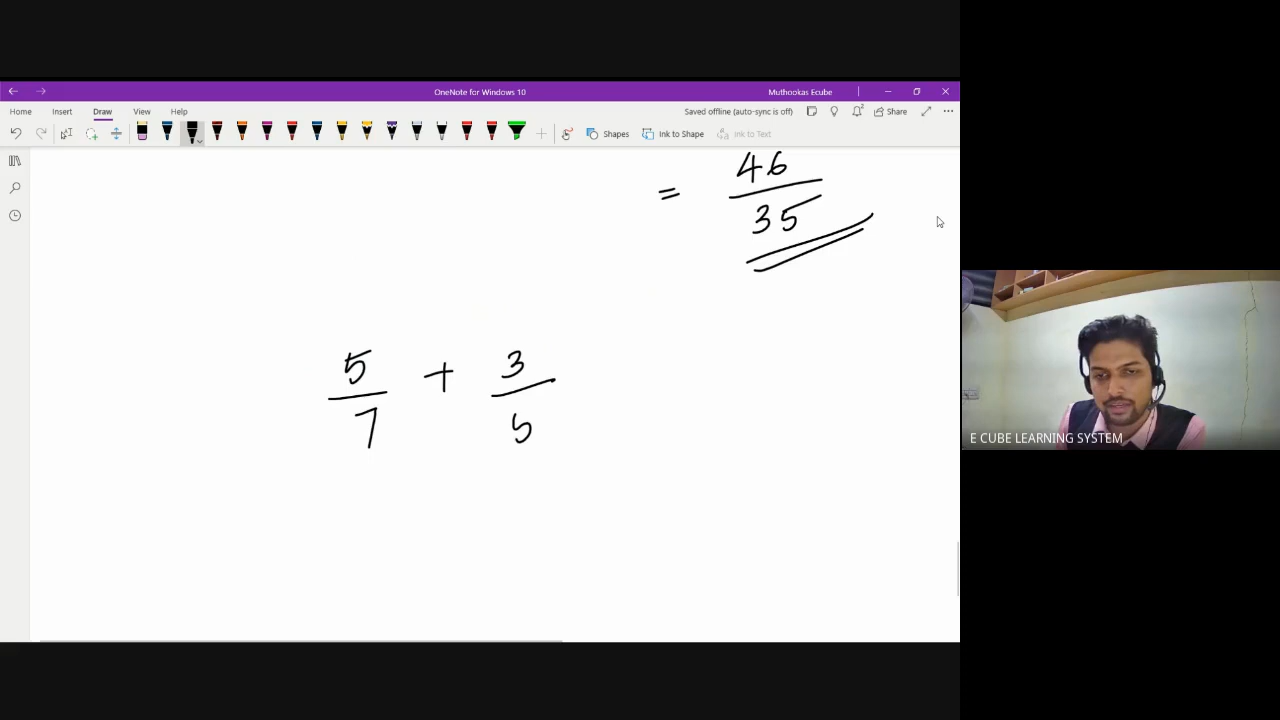 OneNote for Windows 10
Muthookas Ecube
Home Insert Draw View Help
Saved offline (auto-sync is off)
Share
Shapes
Ink to Shape
Ink to Text
= 46/35
5/7 + 3/5
E CUBE LEARNING SYSTEM